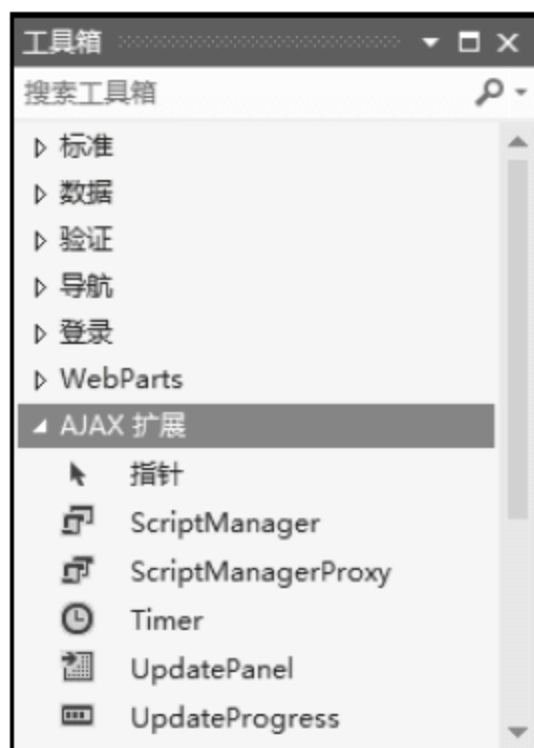 工具箱
搜索工具箱
标准
数据
验证
导航
登录
WebParts
AJAX 扩展
指针
ScriptManager
ScriptManagerProxy
Timer
UpdatePanel
UpdateProgress